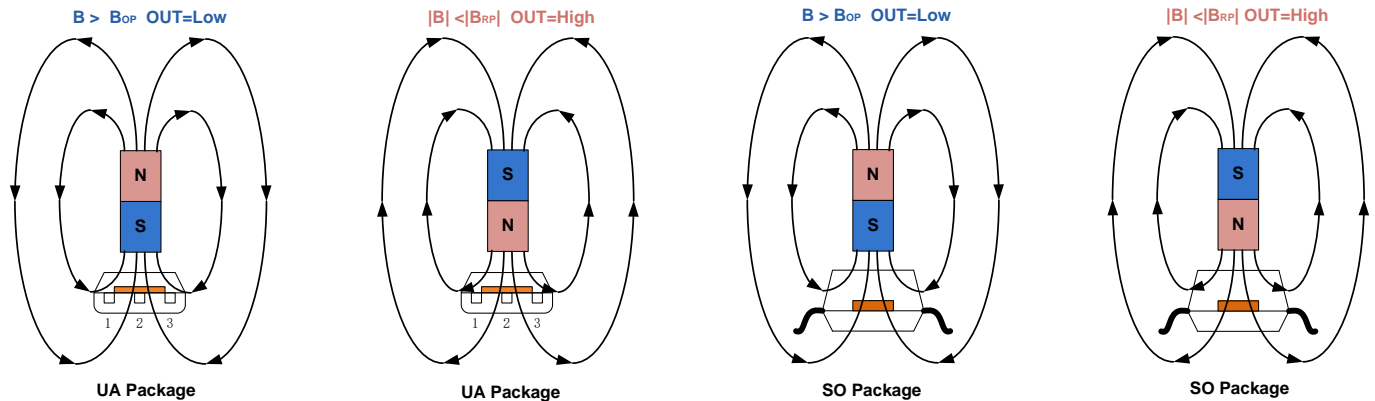 B > BOP OUT=Low
|B| <|BRP| OUT=High
B > BOP OUT=Low
|B| <|BRP| OUT=High
N
S
S
N
N
S
S
N
1 2 3
1 2 3
UA Package
UA Package
SO Package
SO Package